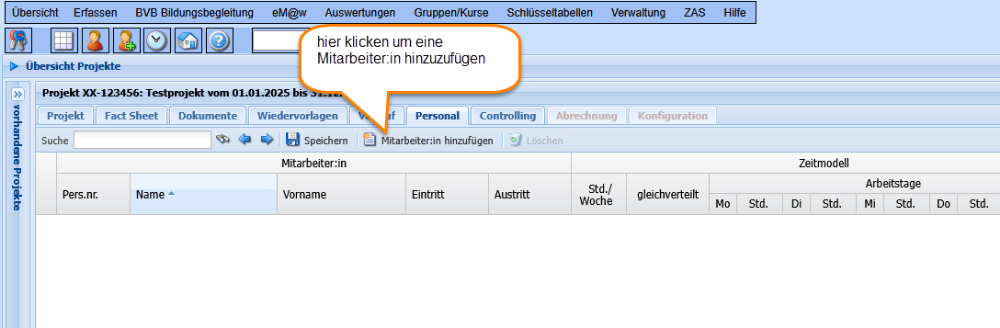 Übersicht Erfassen BVB Bildungsbegleitung eM@w Auswertungen Gruppen/Kurse Schlüsseltabellen Verwaltung ZAS Hilfe
hier klicken um eine
Mitarbeiter:in hinzuzufügen
Übersicht Projekte
vorhandene Projekte
Projekt XX-123456: Testprojekt vom 01.01.2025 bis
Projekt Fact Sheet Dokumente Wiedervorlagen Personal Controlling Abrechnung Konfiguration
Suche Speichern Mitarbeiter:in hinzufügen Löschen
Mitarbeiter:in Zeitmodell
Pers.nr. Name Vorname Eintritt Austritt Std./ Woche gleichverteilt Arbeitstage
Mo Std. Di Std. Mi Std. Do Std.